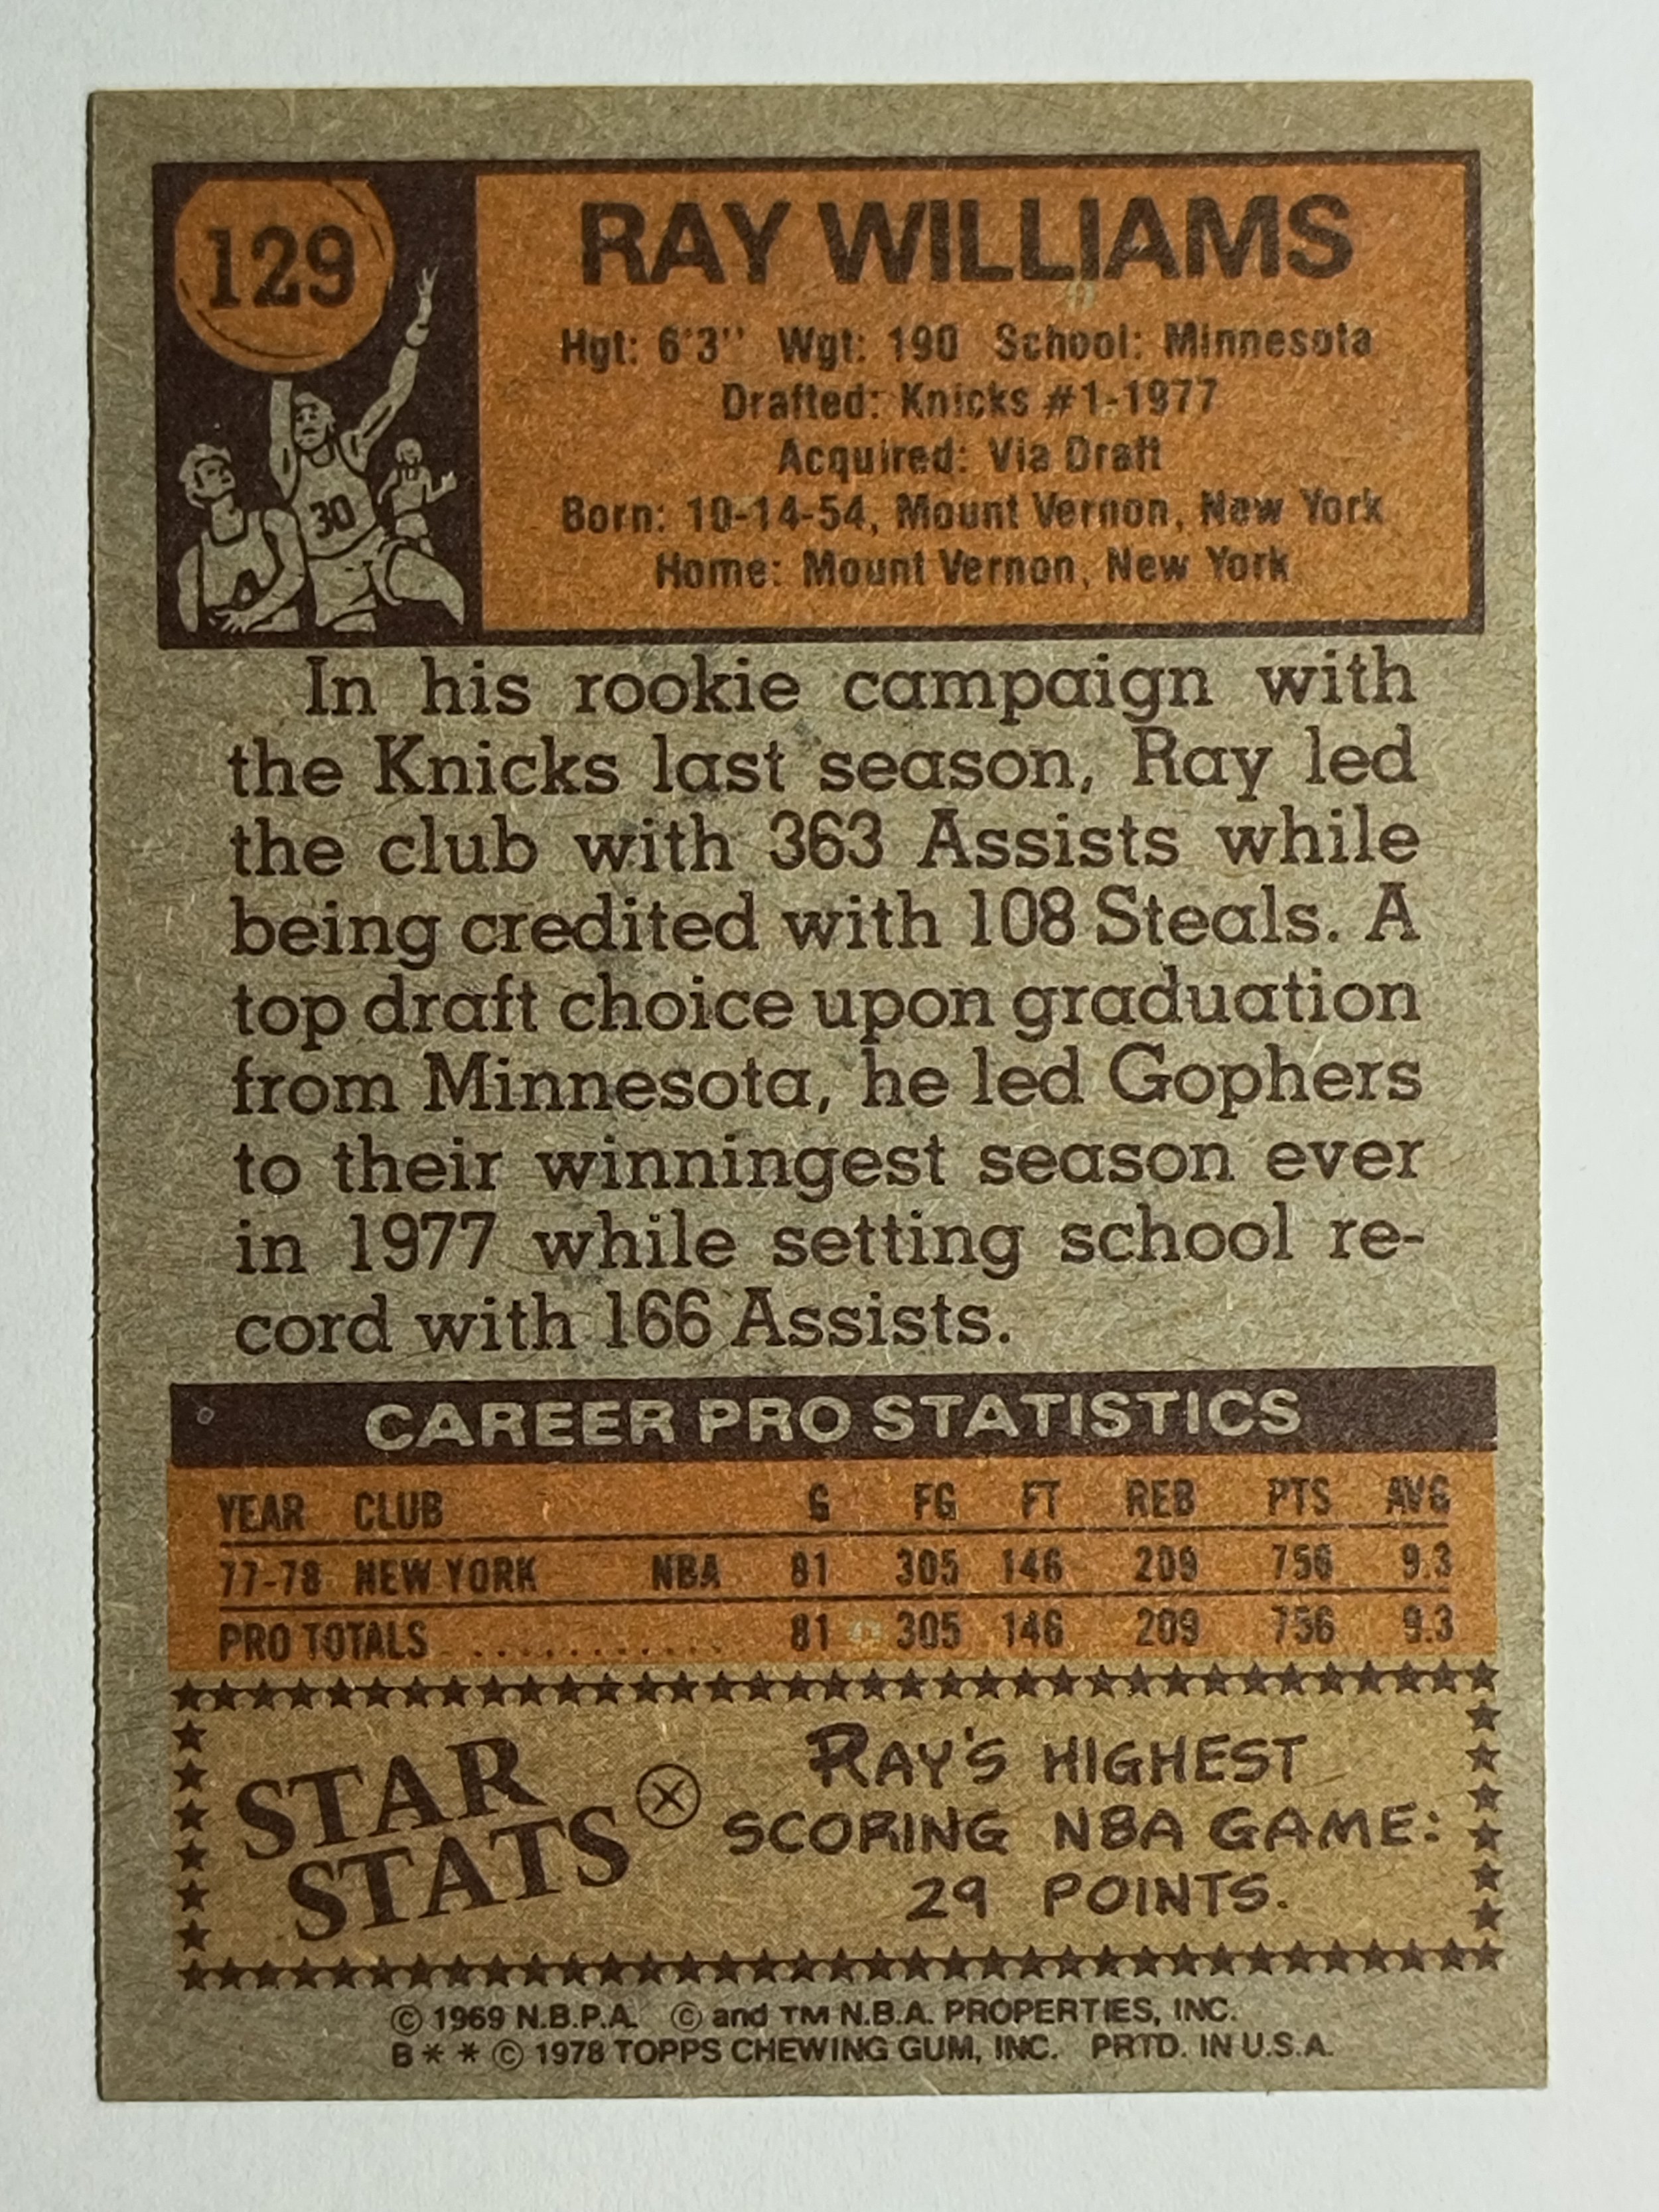 129
RAY WILLIAMS
Hgt: 6'3" Wgt: 190 School: Minnesota
Drafted: Knicks #1-1977
Acquired: Via Draft
Born: 10-14-54, Mount Vernon, New York
Home: Mount Vernon, New York
30
In his rookie campaign with
the Knicks last season, Ray led
the club with 363 Assists while
being credited with 108 Steals. A
top draft choice upon graduation
from Minnesota, he led Gophers
to their winningest season ever
in 1977 while setting school re-
cord with 166 Assists.
CAREER PRO STATISTICS
YEAR CLUB G FG FT REB PTS AVG
77-78 NEW YORK NBA 81 305 146 209 756 9.3
PRO TOTALS ............ 81 305 146 209 756 9.3
STAR
STATS
RAY'S HIGHEST
SCORING NBA GAME:
29 POINTS.
© 1969 N.B.P.A. © and TM N.B.A. PROPERTIES, INC.
B * * © 1978 TOPPS CHEWING GUM, INC. PRTD. IN U.S.A.